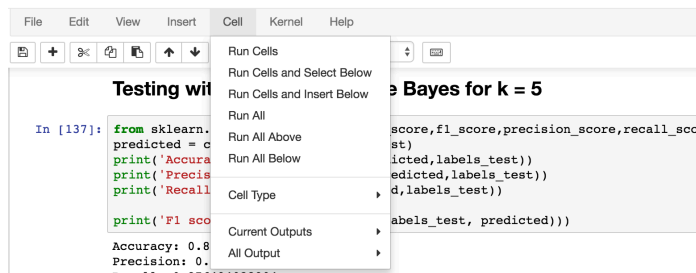 File Edit View Insert Cell Kernel Help
Run Cells
Run Cells and Select Below
Run Cells and Insert Below
Run All
Run All Above
Run All Below
Cell Type
Current Outputs
All Output
Testing wit e Bayes for k = 5
In [137]: from sklearn. score,f1_score,precision_score,recall_sco
predicted = c st)
print('Accura icted,labels_test))
print('Precis edicted,labels_test))
print('Recall d,labels_test))
print('F1 sco abels_test, predicted)))
Accuracy: 0.8
Precision: 0.